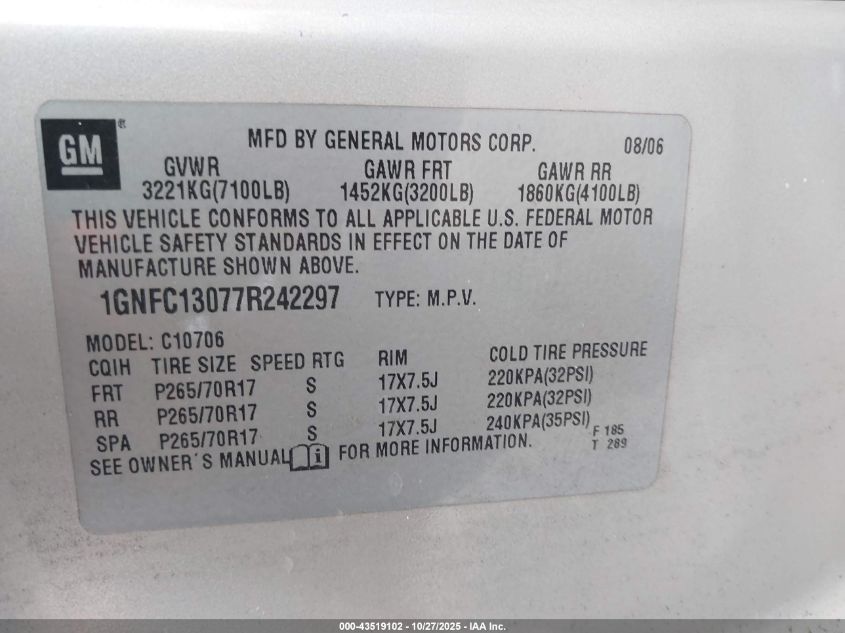 GM
MFD BY GENERAL MOTORS CORP. 08/06
GVWR GAWR FRT GAWR RR
3221KG(7100LB) 1452KG(3200LB) 1860KG(4100LB)
THIS VEHICLE CONFORMS TO ALL APPLICABLE U.S. FEDERAL MOTOR
VEHICLE SAFETY STANDARDS IN EFFECT ON THE DATE OF
MANUFACTURE SHOWN ABOVE.
1GNFC13077R242297 TYPE: M.P.V.
MODEL: C10706
CQIH TIRE SIZE SPEED RTG RIM COLD TIRE PRESSURE
FRT P265/70R17 S 17X7.5J 220KPA(32PSI)
RR P265/70R17 S 17X7.5J 220KPA(32PSI)
SPA P265/70R17 S 17X7.5J 240KPA(35PSI)
F 185
T 289
SEE OWNER'S MANUAL FOR MORE INFORMATION.
000-43519102 - 10/27/2025 - IAA Inc.